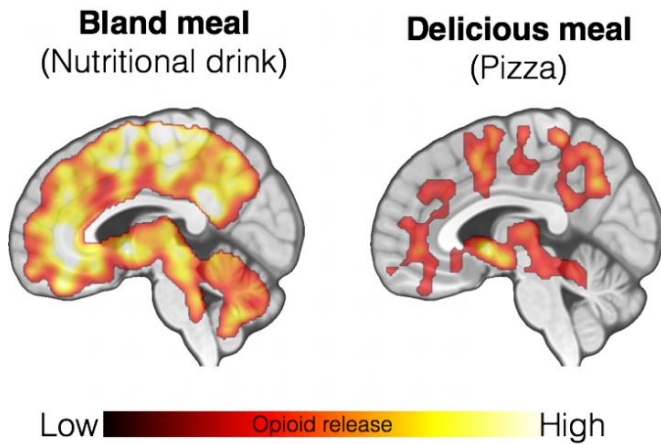 Bland meal
(Nutritional drink)
Delicious meal
(Pizza)
Low
Opioid release
High